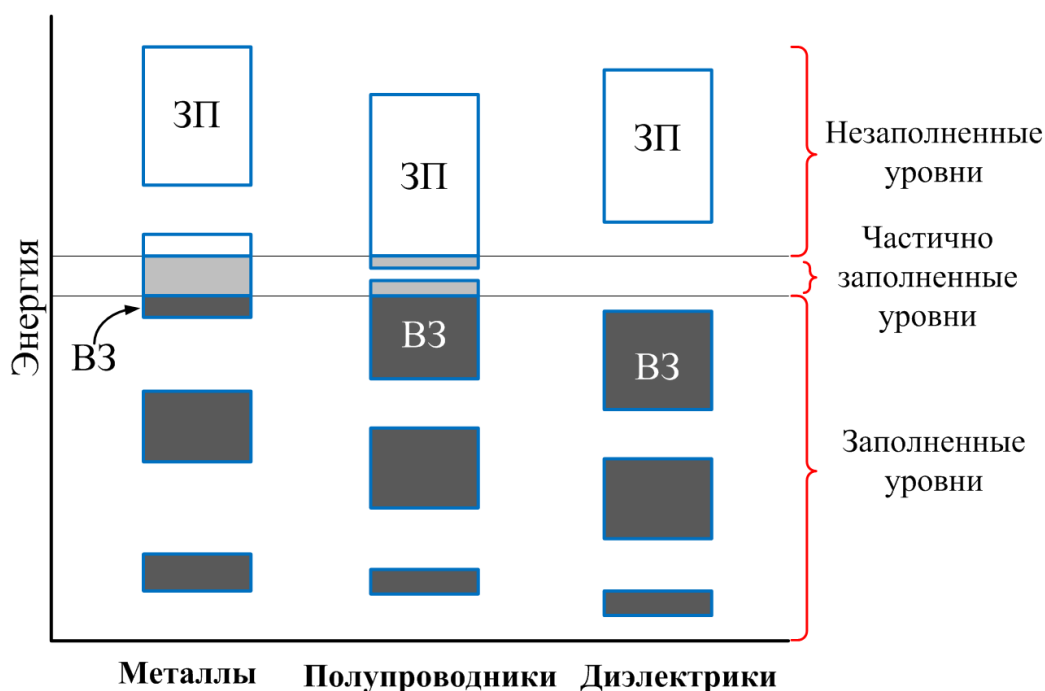 ЗП
ЗП
ЗП
Незаполненные
уровни
Частично
заполненные
уровни
Энергия
ВЗ
ВЗ
ВЗ
Заполненные
уровни
Металлы
Полупроводники
Диэлектрики